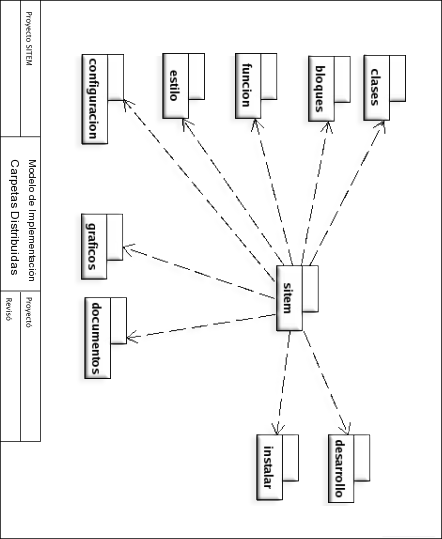 clases
bloques
desarrollo
sitem
funcion
instalar
estilo
configuracion
graficos
documentos
Proyecto SITEM
Modelo de Implementación
Carpetas Distribuidas
Proyectó
Revisó